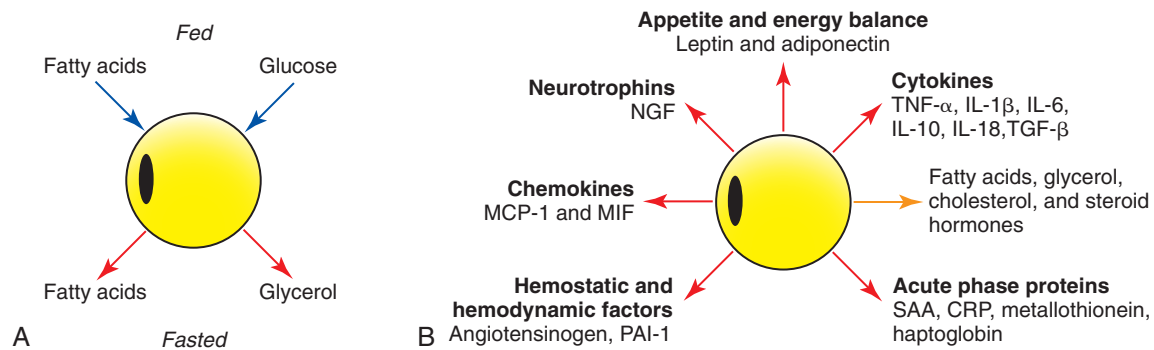 Fed
Fatty acids
Glucose
Fatty acids
Glycerol
Fasted
A
Appetite and energy balance
Leptin and adiponectin
Neurotrophins
NGF
Cytokines
TNF-α, IL-1β, IL-6,
IL-10, IL-18,TGF-β
Chemokines
MCP-1 and MIF
Fatty acids, glycerol,
cholesterol, and steroid
hormones
Hemostatic and
hemodynamic factors
Angiotensinogen, PAI-1
Acute phase proteins
SAA, CRP, metallothionein,
haptoglobin
B